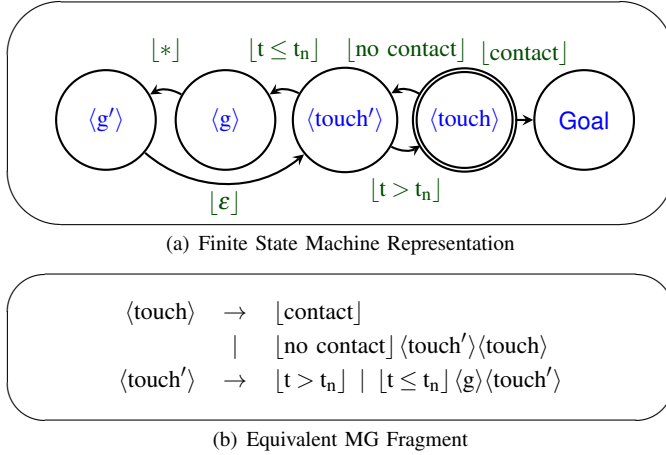 ⌊∗⌋ ⌊t ≤ tₙ⌋ ⌊no contact⌋ ⌊contact⌋
⟨g′⟩ ⟨g⟩ ⟨touch′⟩ ⟨touch⟩ Goal
⌊ε⌋ ⌊t > tₙ⌋
(a) Finite State Machine Representation
⟨touch⟩ → ⌊contact⌋
| ⌊no contact⌋⟨touch′⟩⟨touch⟩
⟨touch′⟩ → ⌊t > tₙ⌋ | ⌊t ≤ tₙ⌋⟨g⟩⟨touch′⟩
(b) Equivalent MG Fragment